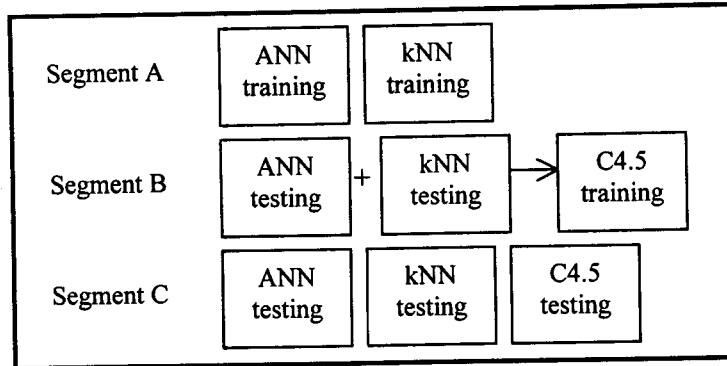 Segment A
ANN
training
kNN
training
Segment B
ANN
testing
+
kNN
testing
C4.5
training
Segment C
ANN
testing
kNN
testing
C4.5
testing